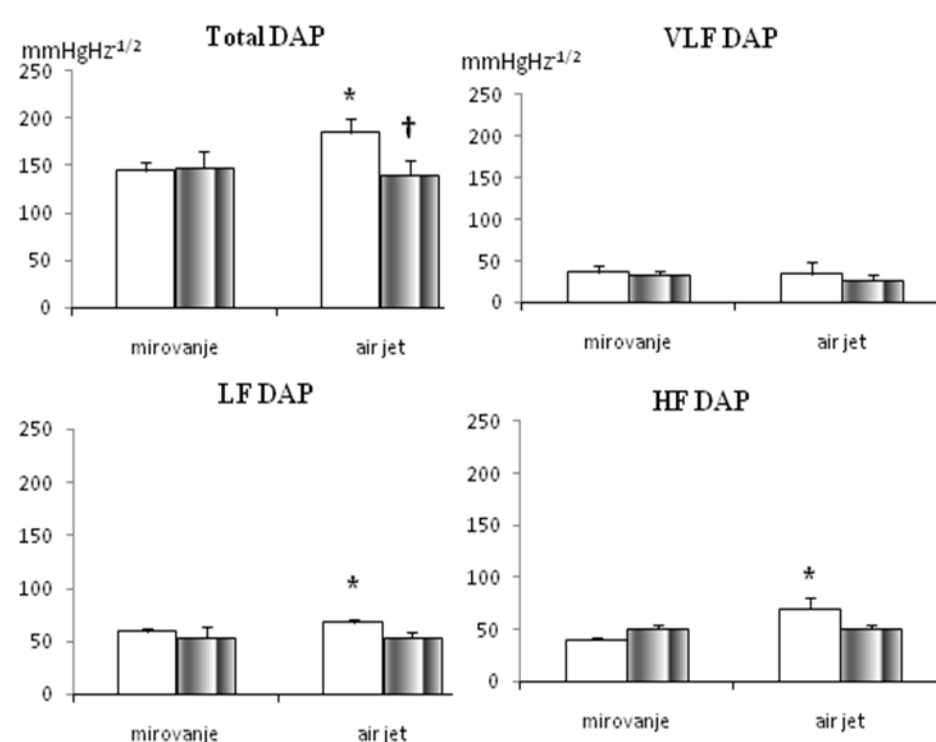 Total DAP
mmHgHz-1/2
250
200
150
100
50
0
*
†
mirovanje
air jet
VLF DAP
mmHgHz-1/2
250
200
150
100
50
0
mirovanje
air jet
LF DAP
250
200
150
100
50
0
*
mirovanje
air jet
HF DAP
250
200
150
100
50
0
*
mirovanje
air jet